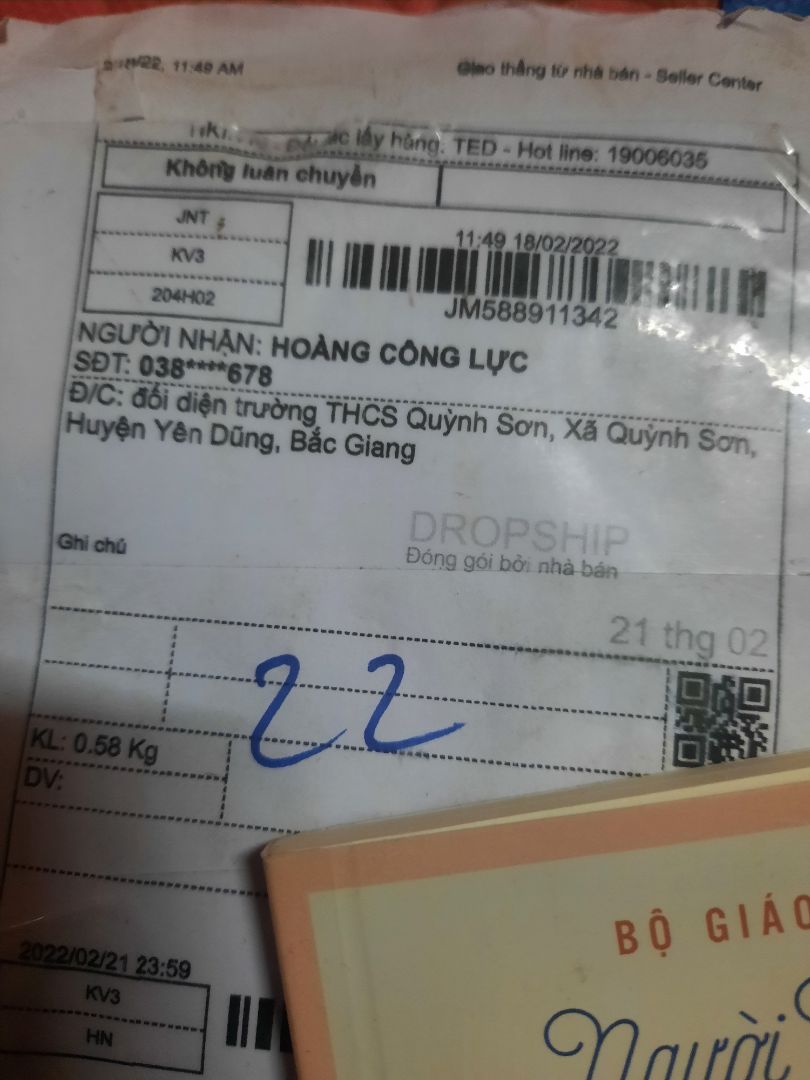 /22, 11:49 AM
Giao thẳng từ nhà bán - Seller Center
lấy hàng: TED - Hot line: 19006035
Không luân chuyển
JNT
KV3
204H02
11:49 18/02/2022
JM588911342
NGƯỜI NHẬN: HOÀNG CÔNG LỰC
SĐT: 038****678
Đ/C: đối diện trường THCS Quỳnh Sơn, Xã Quỳnh Sơn,
Huyện Yên Dũng, Bắc Giang
DROPSHIP
Đóng gói bởi nhà bán
Ghi chú
21 thg 02
22
KL: 0.58 Kg
DV:
2022/02/21 23:59
KV3
HN
BỘ GIÁO
Người